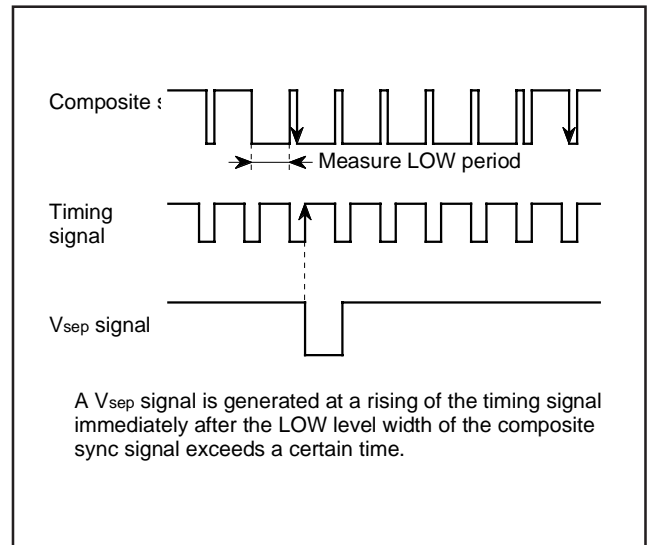 Composite
Measure LOW period
Timing
signal
Vsep signal
A Vsep signal is generated at a rising of the timing signal
immediately after the LOW level width of the composite
sync signal exceeds a certain time.